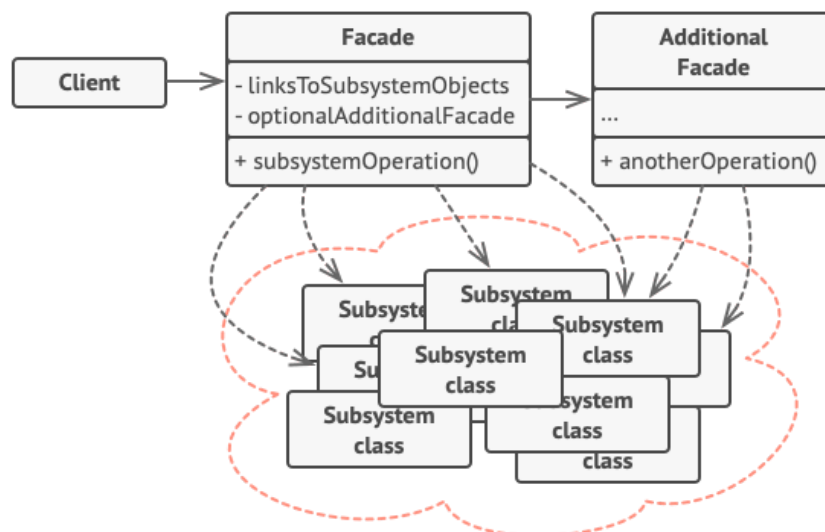 Client
Facade
- linksToSubsystemObjects
- optionalAdditionalFacade
+ subsystemOperation()
Additional
Facade
...
+ anotherOperation()
Subsystem
class
Subsystem
class
Subsystem
class
Subsystem
class
Subsystem
class
class